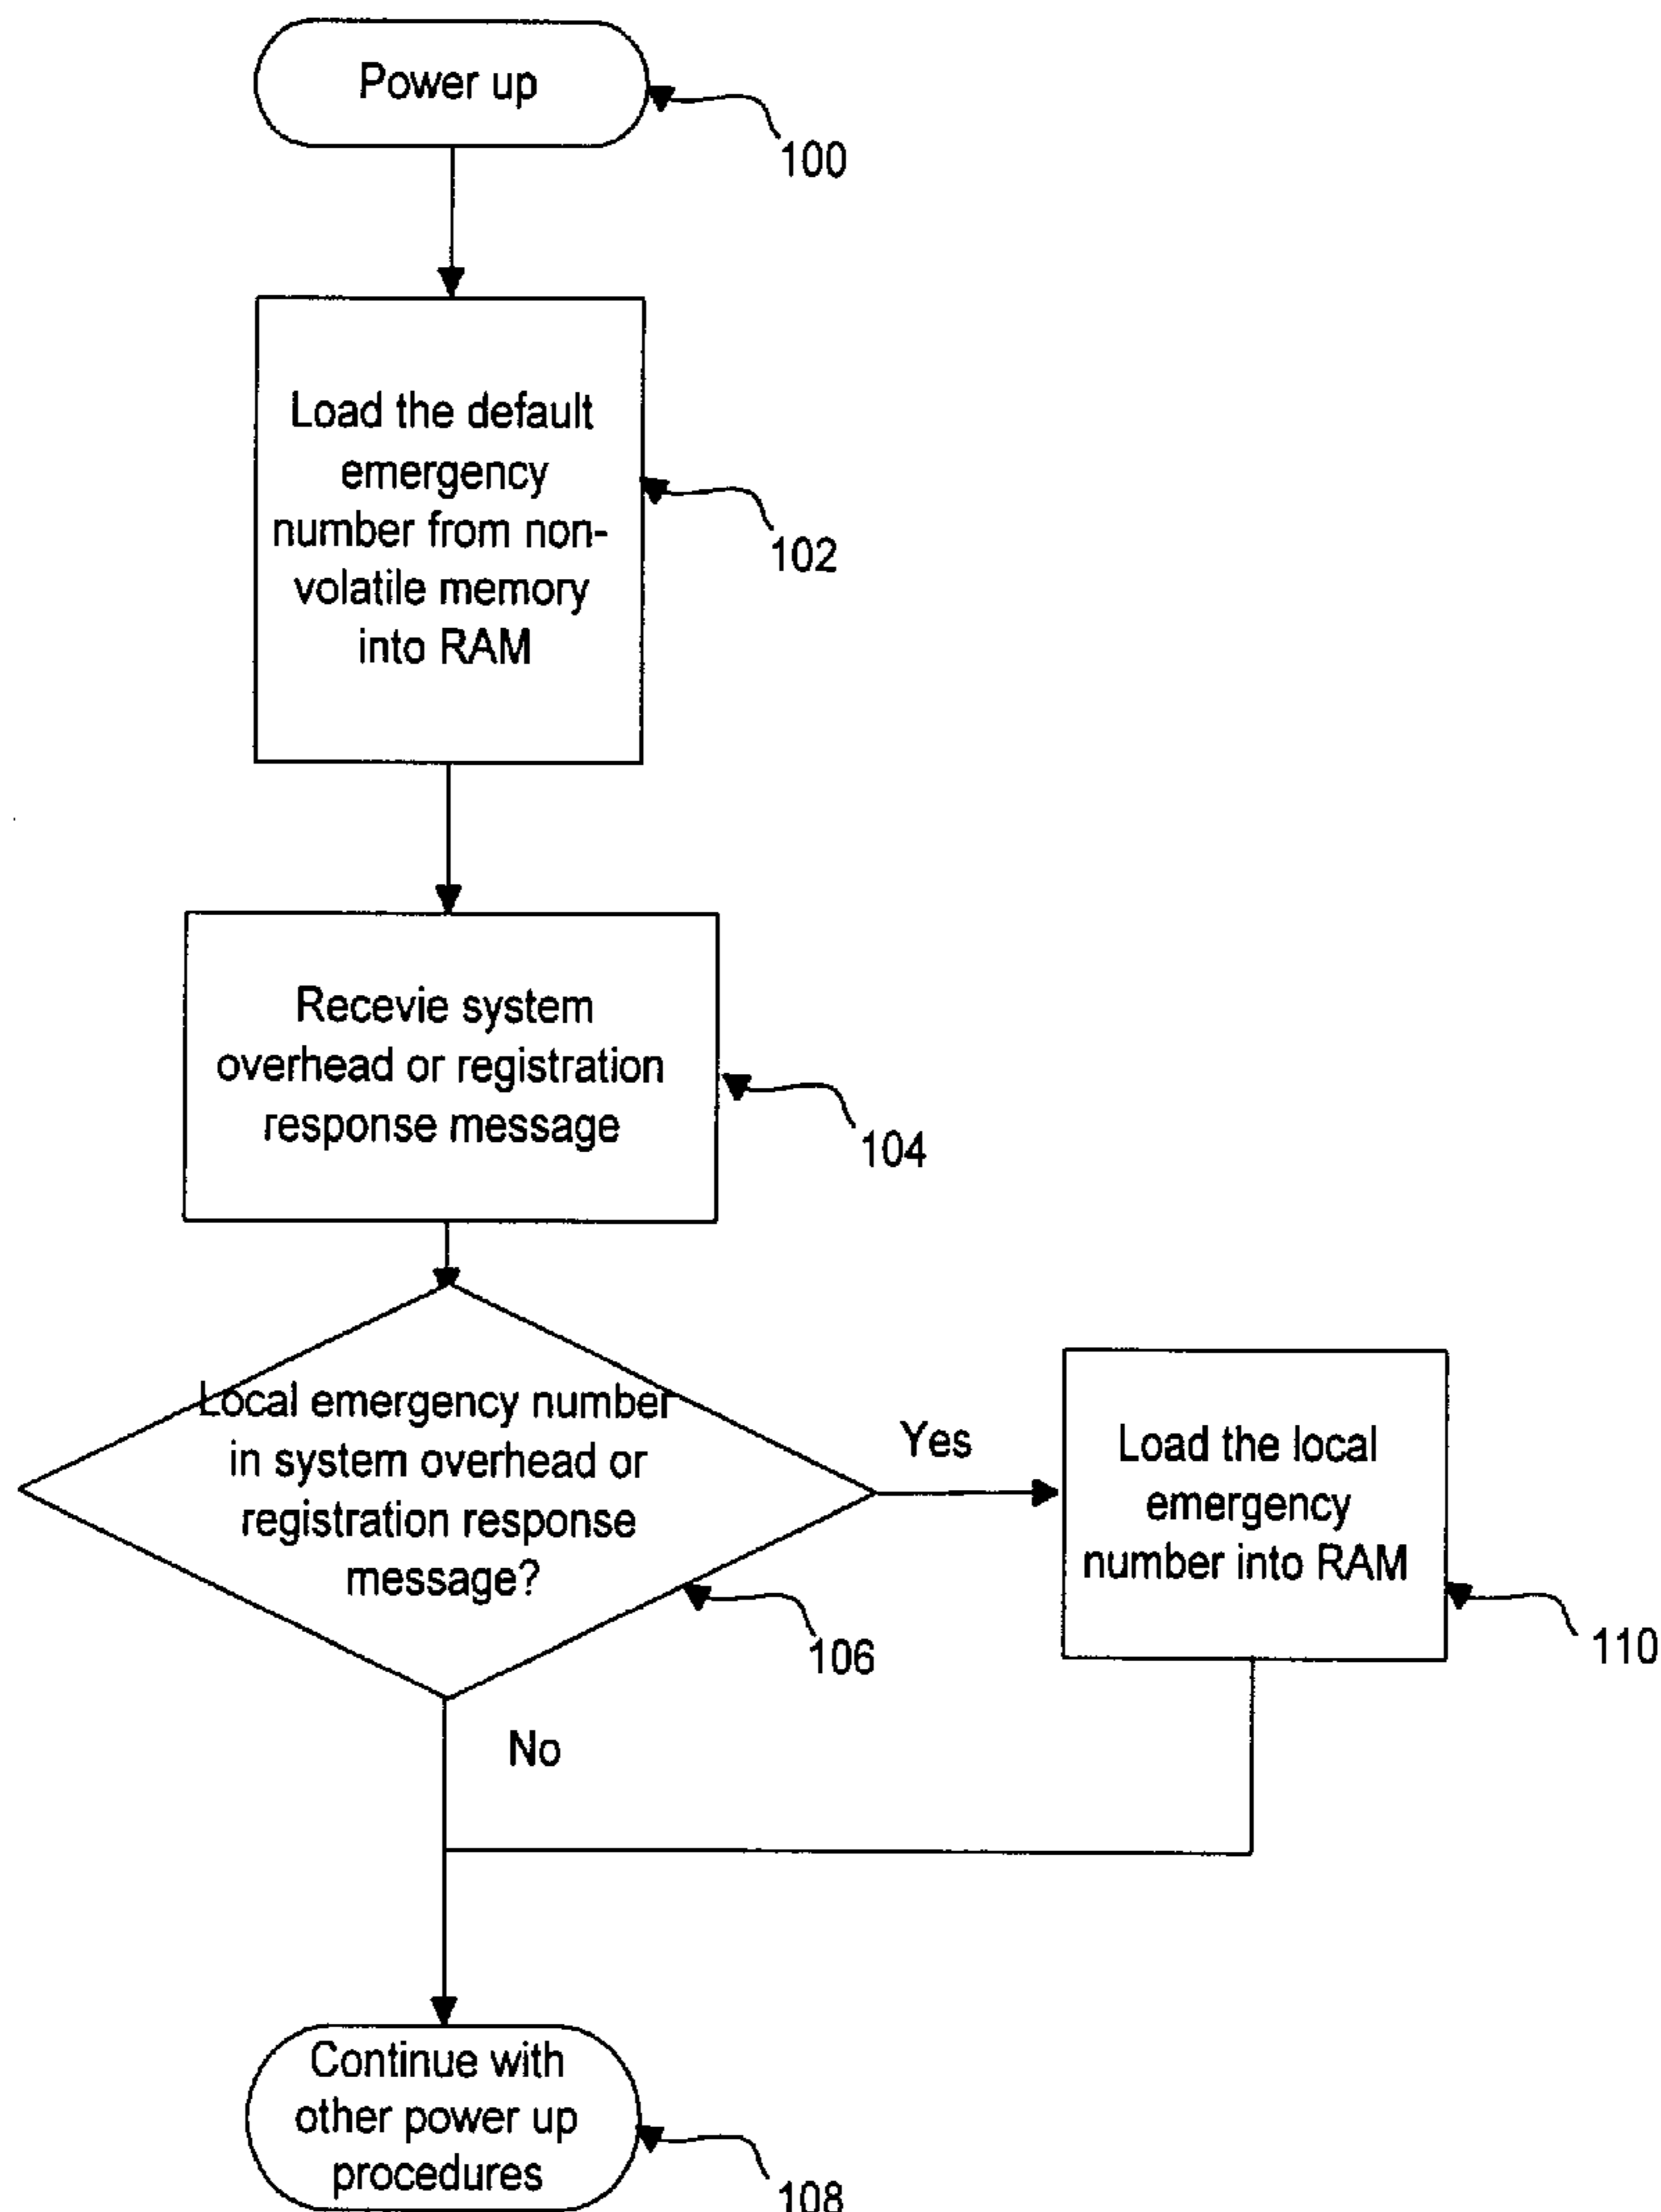 Power up
100
Load the default
emergency
number from non-
volatile memory
into RAM
102
Recevie system
overhead or registration
response message
104
Local emergency number
in system overhead or
registration response
message?
106
Yes
Load the local
emergency
number into RAM
110
No
Continue with
other power up
procedures
108